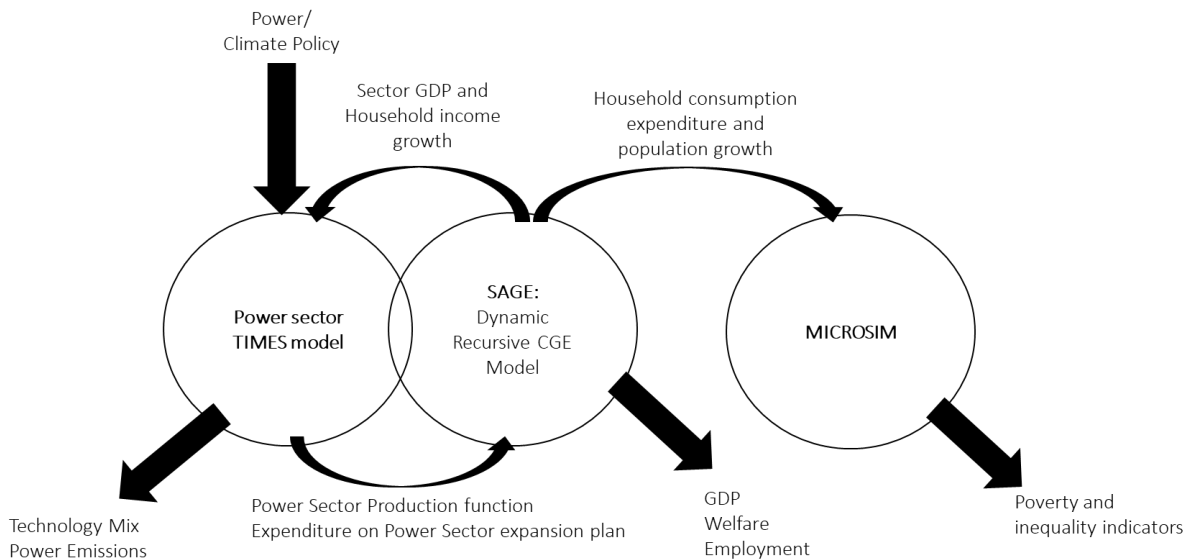 Power/
Climate Policy
Sector GDP and
Household income
growth
Household consumption
expenditure and
population growth
Power sector
TIMES model
SAGE:
Dynamic
Recursive CGE
Model
MICROSIM
Power Sector Production function
Expenditure on Power Sector expansion plan
Technology Mix
Power Emissions
GDP
Welfare
Employment
Poverty and
inequality indicators